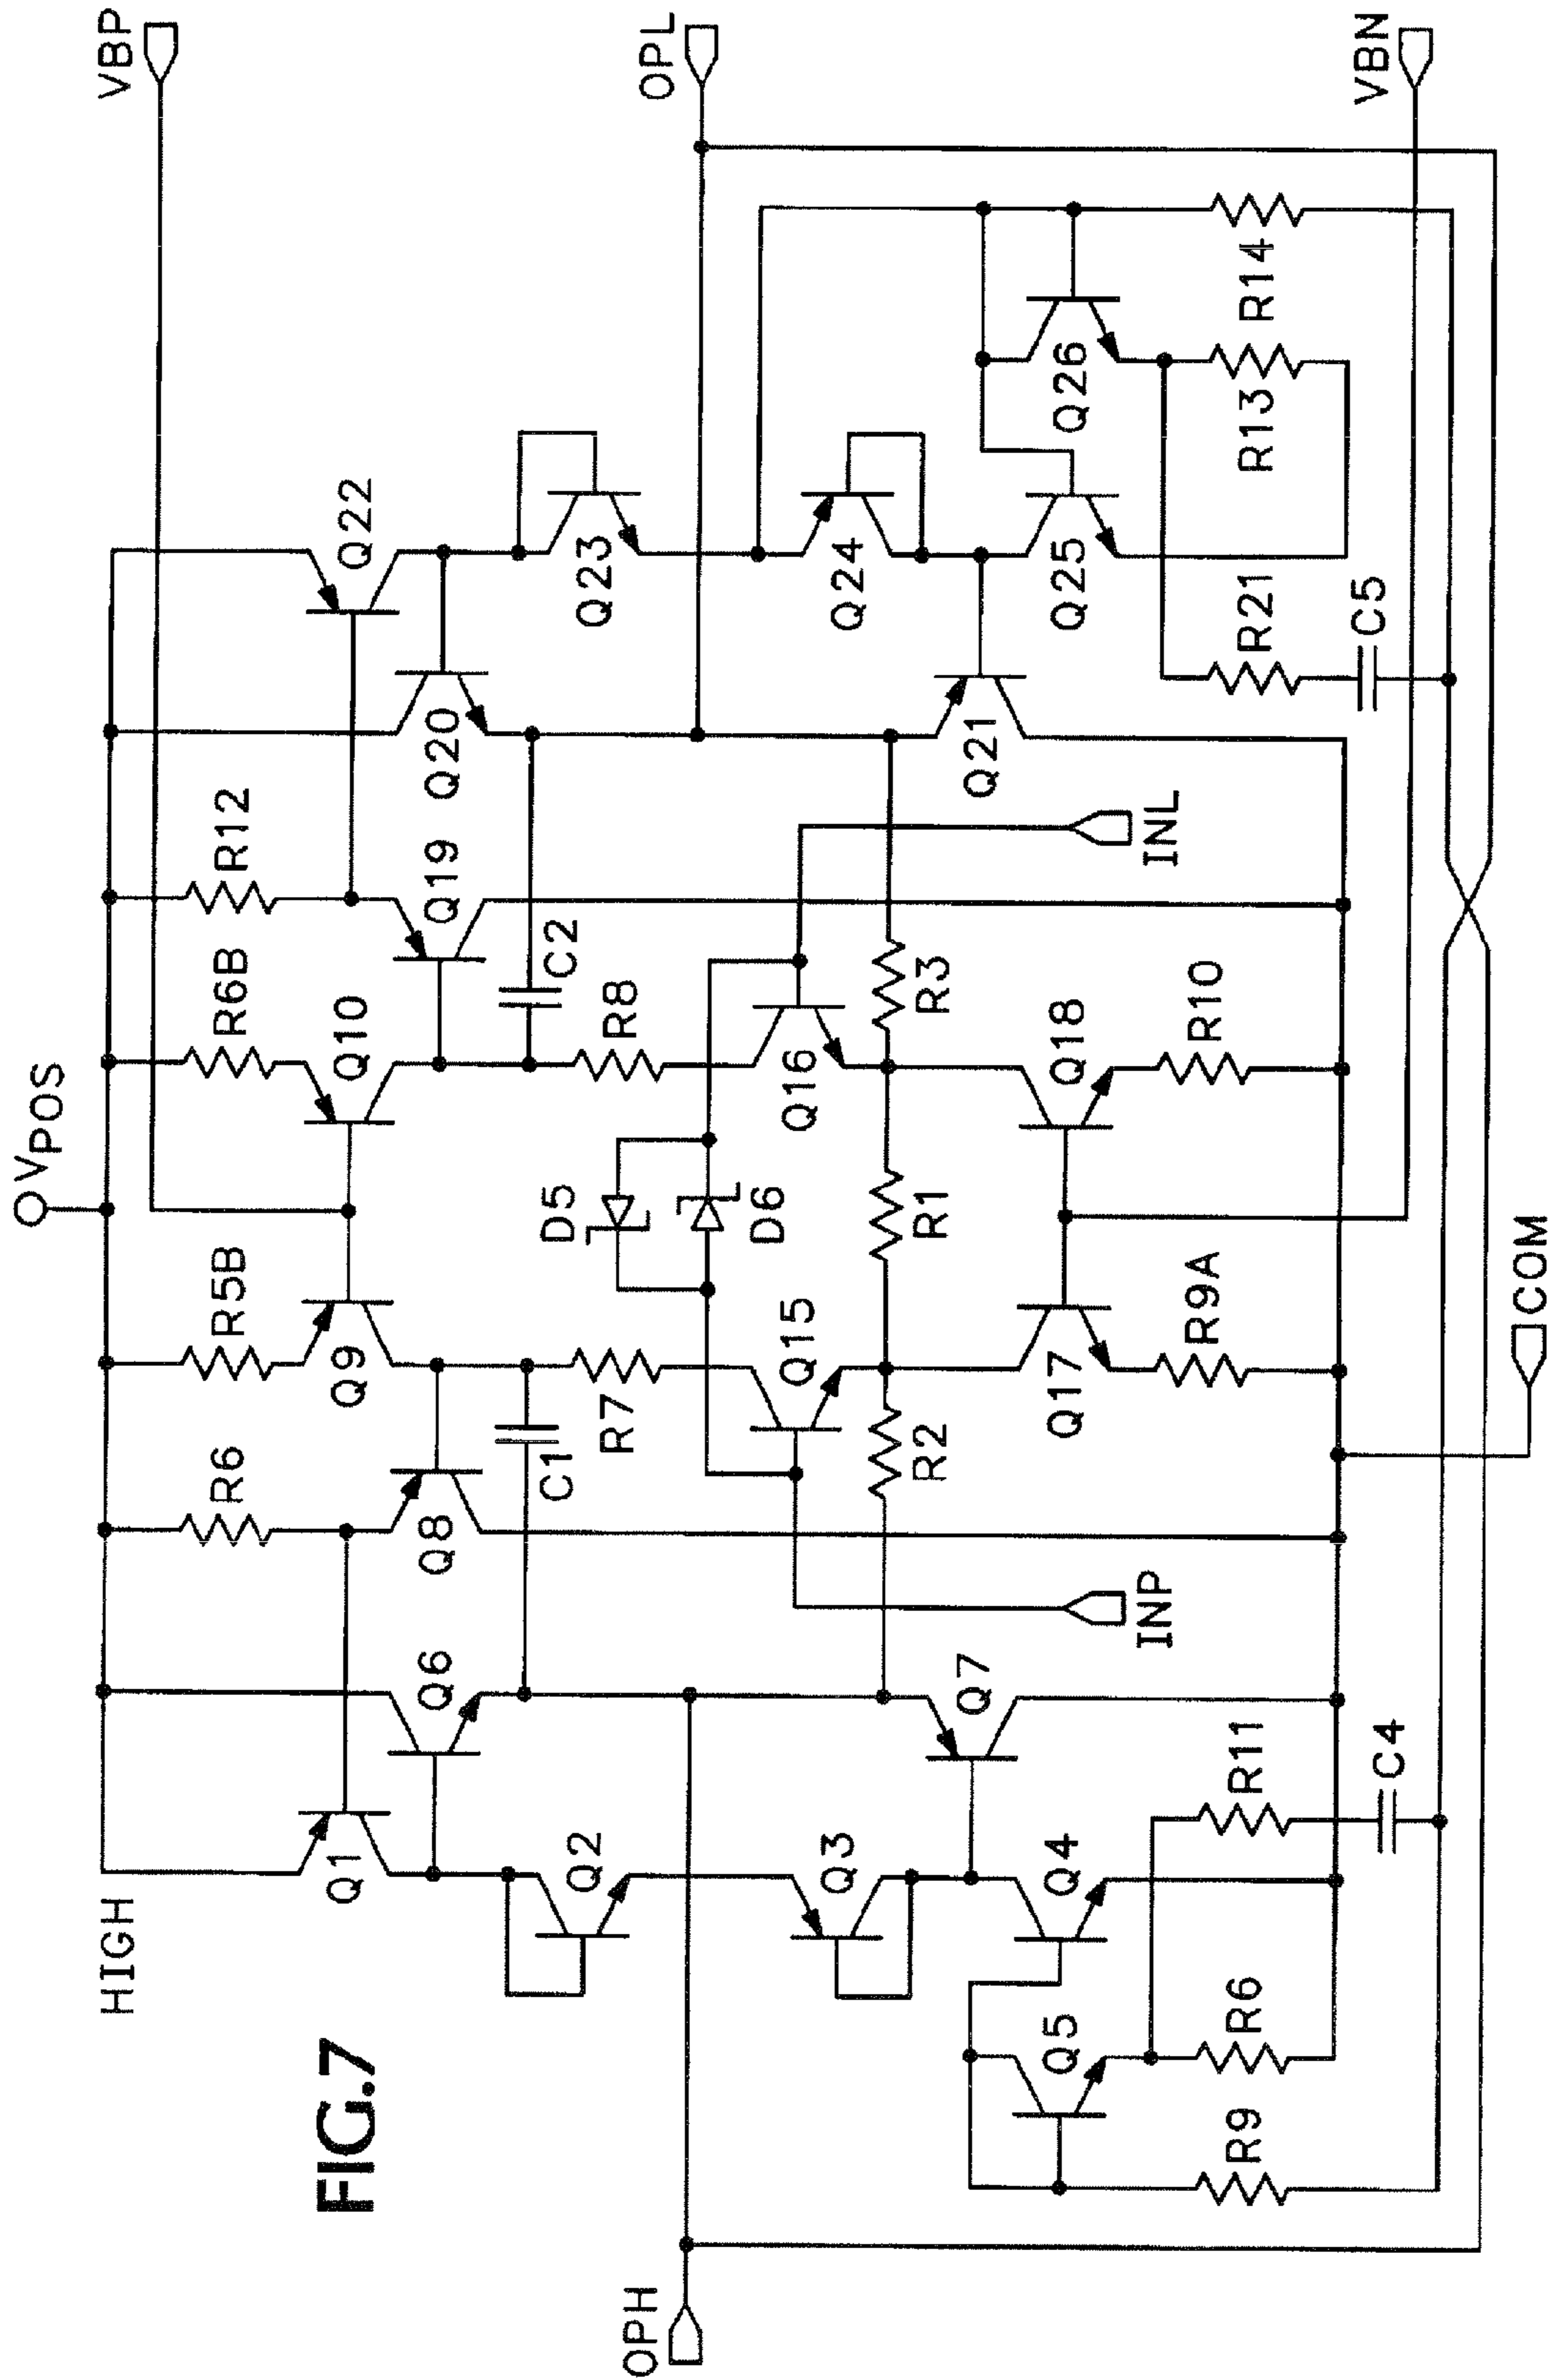 FIG.7
HIGH
VPOS
VBP
OPL
VBN
OPH
INP
INL
COM
Q1
R6
Q8
Q6
R5B
Q9
R6B
Q10
R12
Q19
Q22
Q20
Q2
C1
R7
D5
D6
R8
C2
Q23
Q3
Q7
R2
Q15
R1
Q16
R3
Q21
Q24
Q4
Q5
Q17
Q18
Q25
Q26
R9
R6
R11
C4
R9A
R10
R21
C5
R13
R14